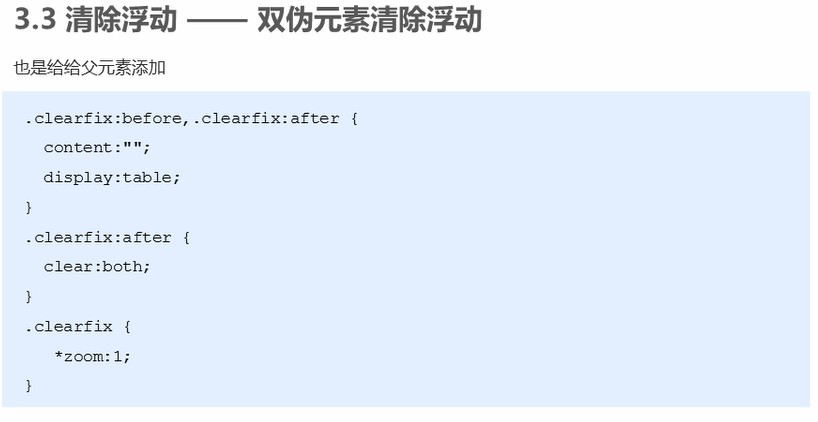 3.3 清除浮动 —— 双伪元素清除浮动
也是给给父元素添加
.clearfix:before,.clearfix:after {
content:"";
display:table;
}
.clearfix:after {
clear:both;
}
.clearfix {
*zoom:1;
}